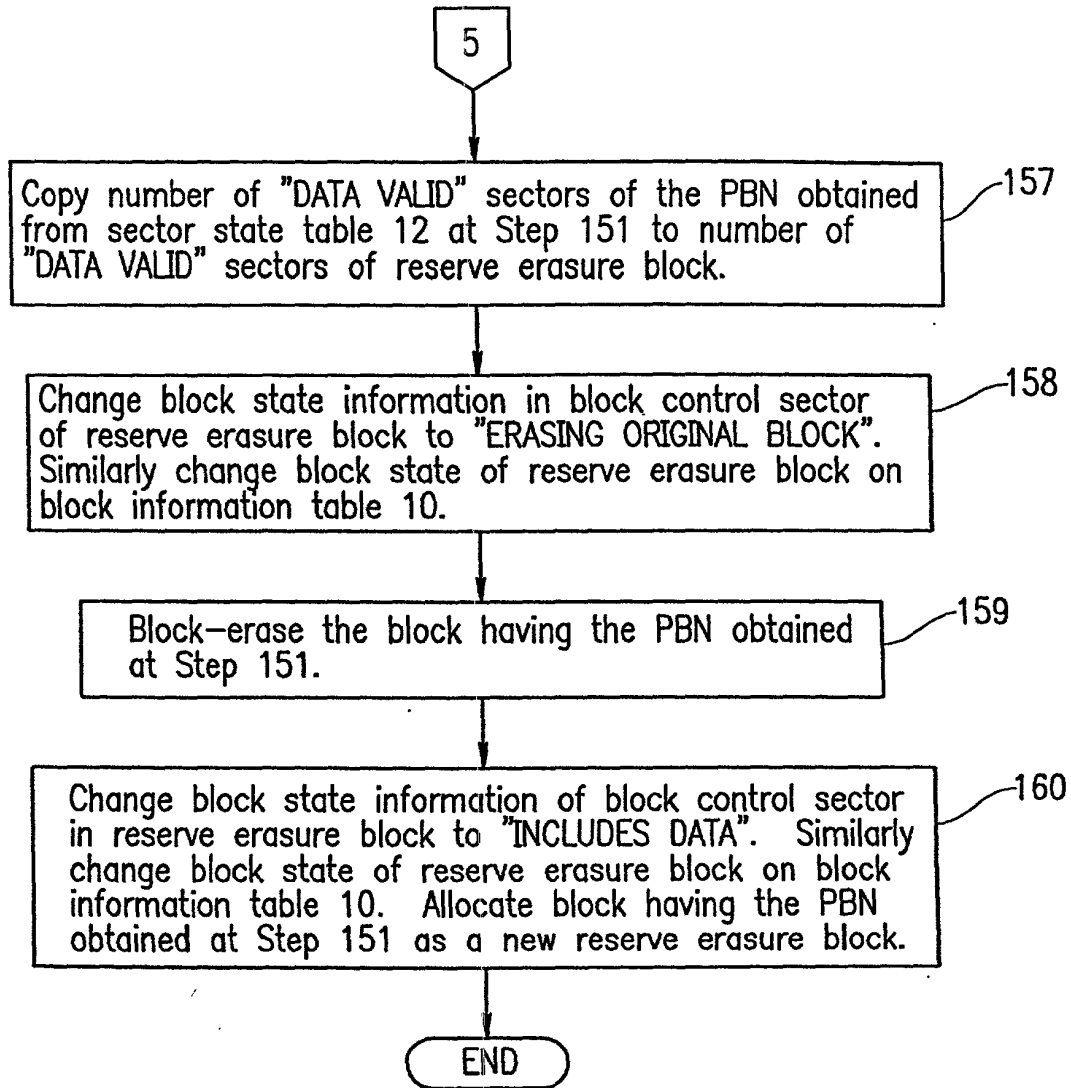 5
Copy number of "DATA VALID" sectors of the PBN obtained
from sector state table 12 at Step 151 to number of
"DATA VALID" sectors of reserve erasure block.
157
Change block state information in block control sector
of reserve erasure block to "ERASING ORIGINAL BLOCK".
Similarly change block state of reserve erasure block on
block information table 10.
158
Block-erase the block having the PBN obtained
at Step 151.
159
Change block state information of block control sector
in reserve erasure block to "INCLUDES DATA". Similarly
change block state of reserve erasure block on block
information table 10. Allocate block having the PBN
obtained at Step 151 as a new reserve erasure block.
160
END